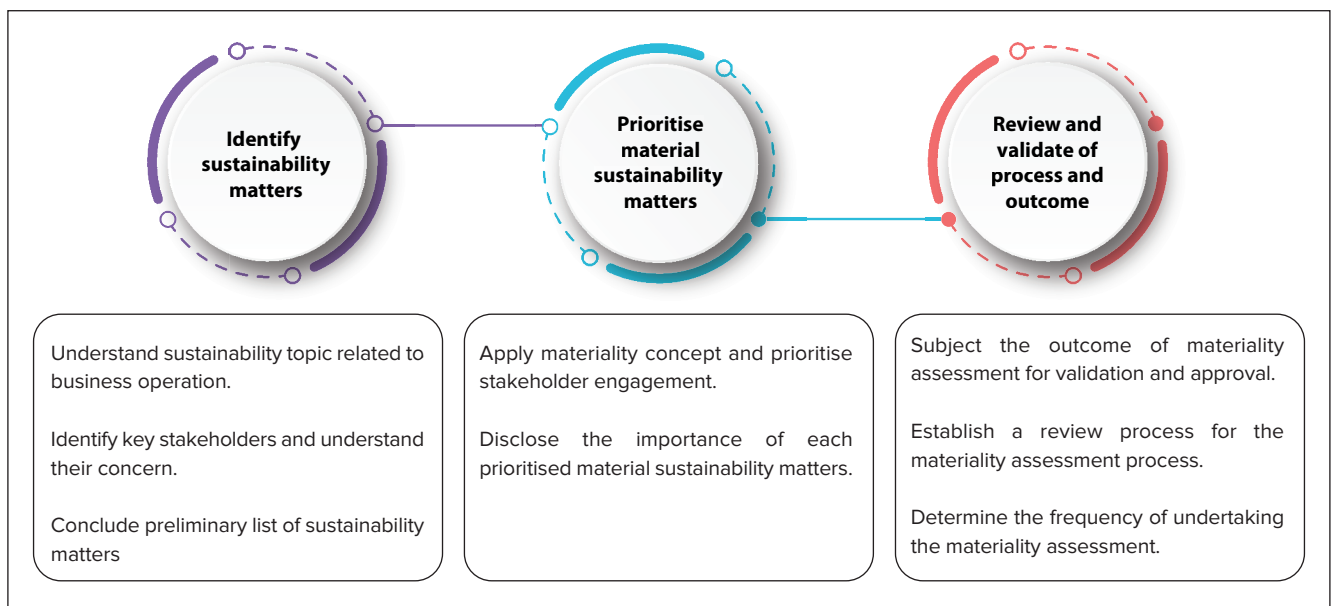 Identify
sustainability
matters
Prioritise
material
sustainability
matters
Review and
validate of
process and
outcome
Understand sustainability topic related to
business operation.
Identify key stakeholders and understand
their concern.
Conclude preliminary list of sustainability
matters
Apply materiality concept and prioritise
stakeholder engagement.
Disclose the importance of each
prioritised material sustainability matters.
Subject the outcome of materiality
assessment for validation and approval.
Establish a review process for the
materiality assessment process.
Determine the frequency of undertaking
the materiality assessment.